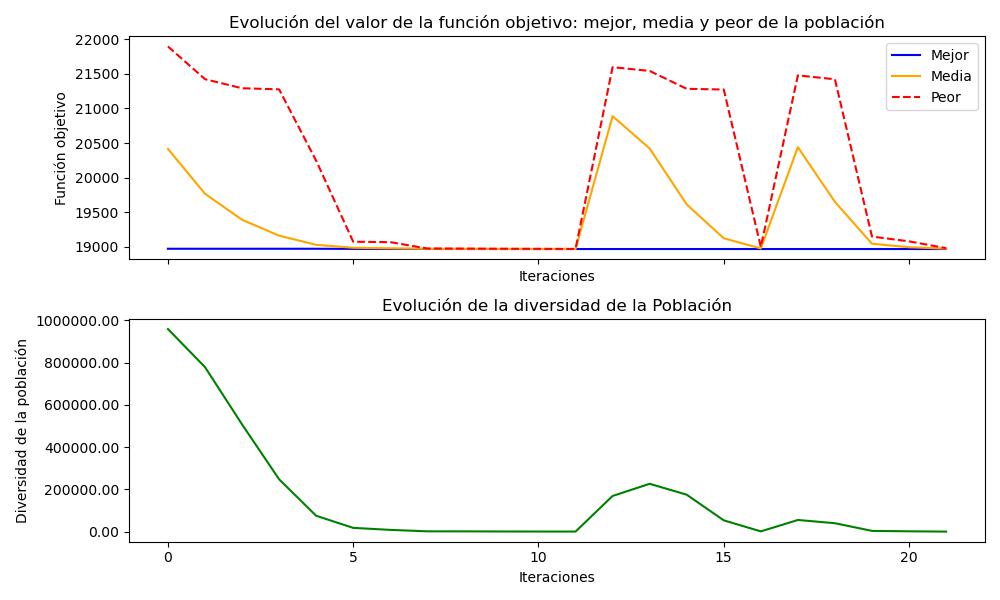 Evolución del valor de la función objetivo: mejor, media y peor de la población
22000
21500
21000
20500
20000
19500
19000
Función objetivo
Mejor
Media
Peor
Iteraciones
Evolución de la diversidad de la Población
1000000.00
800000.00
600000.00
400000.00
200000.00
0.00
Diversidad de la población
0 5 10 15 20
Iteraciones